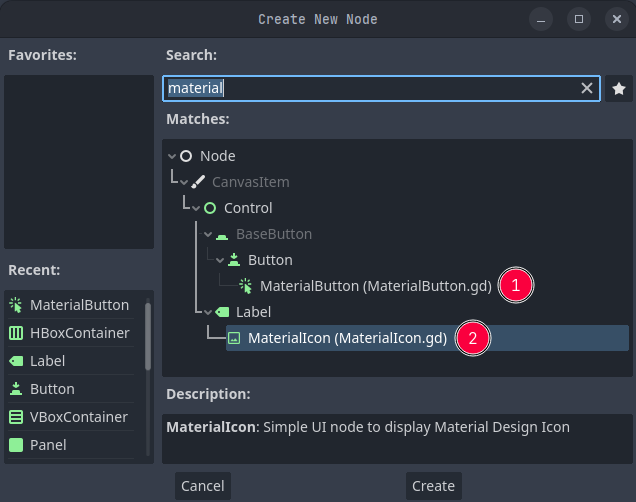 Create New Node
Favorites:
Search:
material
Matches:
Node
CanvasItem
Control
BaseButton
Button
MaterialButton (MaterialButton.gd)
1
Label
MaterialIcon (MaterialIcon.gd)
2
Recent:
MaterialButton
HBoxContainer
Label
Button
VBoxContainer
Panel
Description:
MaterialIcon: Simple UI node to display Material Design Icon
Cancel
Create